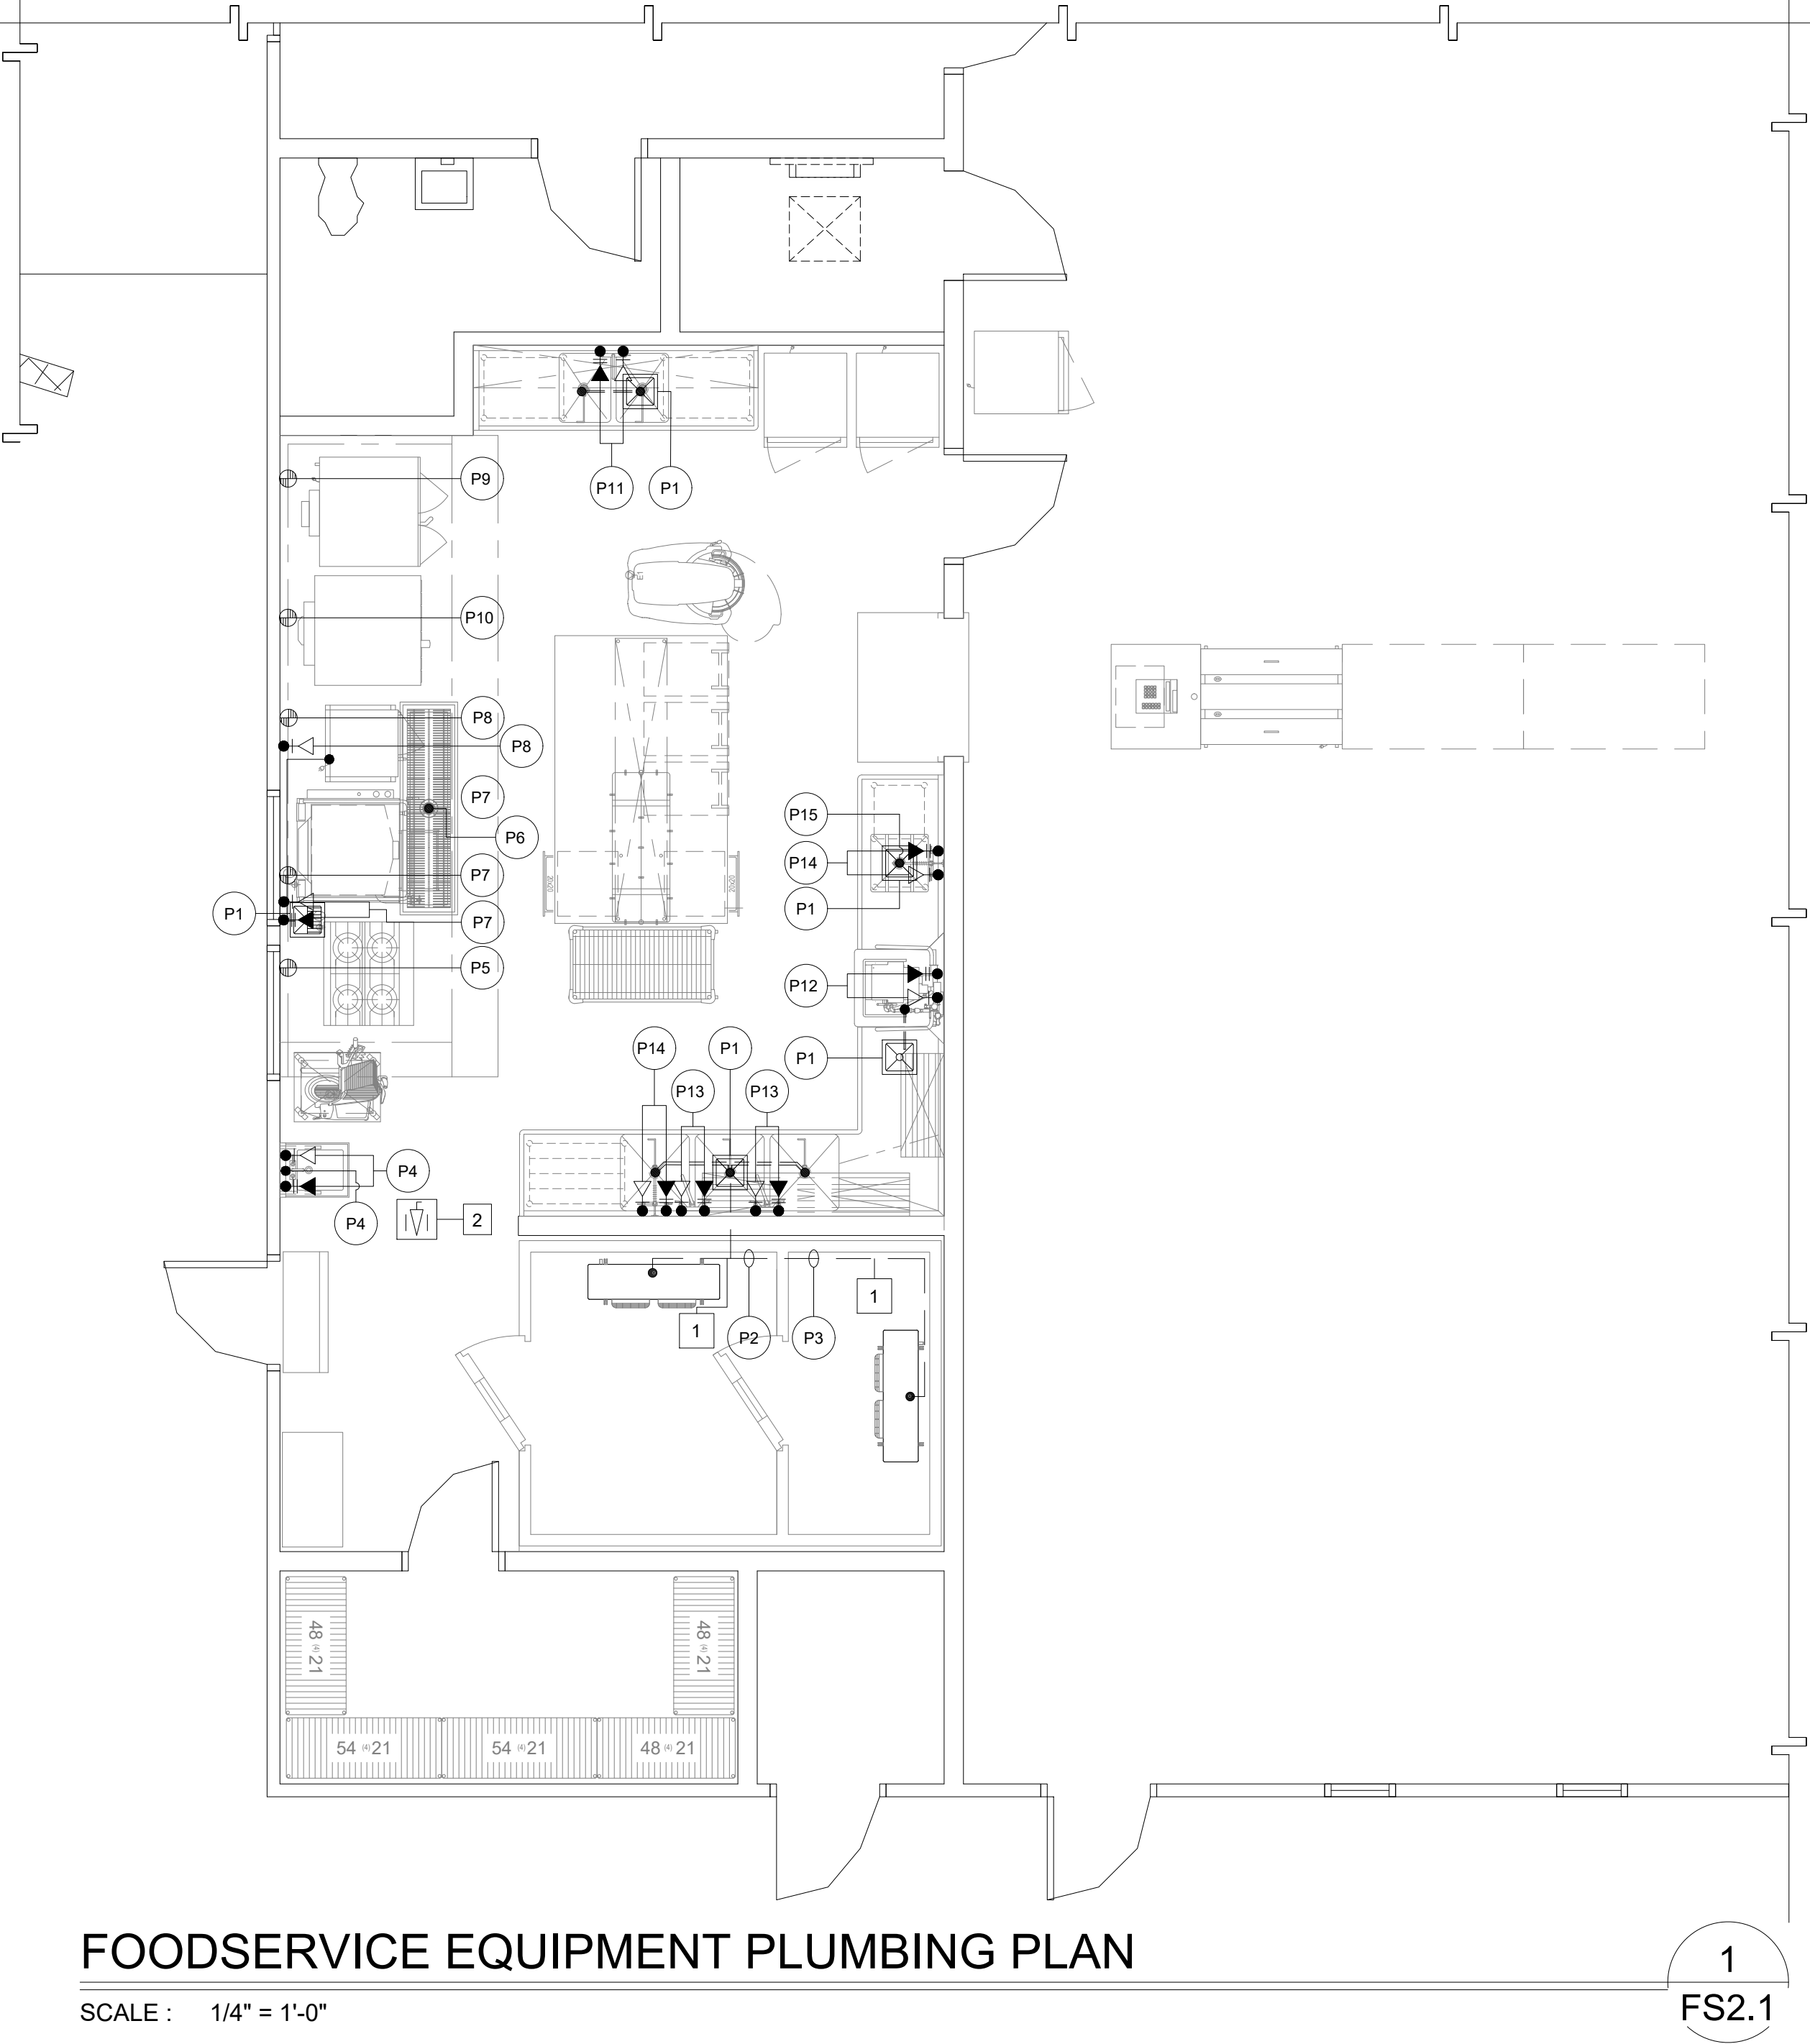 P9
P11
P1
P10
P8
P8
P7
P6
P15
P7
P14
P1
P7
P1
20x20
20x20
P5
P12
P14
P1
P1
P13
P13
P4
P4
2
1
1
P2
P3
48 (4) 21
48 (4) 21
54 (4) 21
54 (4) 21
48 (4) 21
FOODSERVICE EQUIPMENT PLUMBING PLAN
1
SCALE : 1/4" = 1'-0"
FS2.1